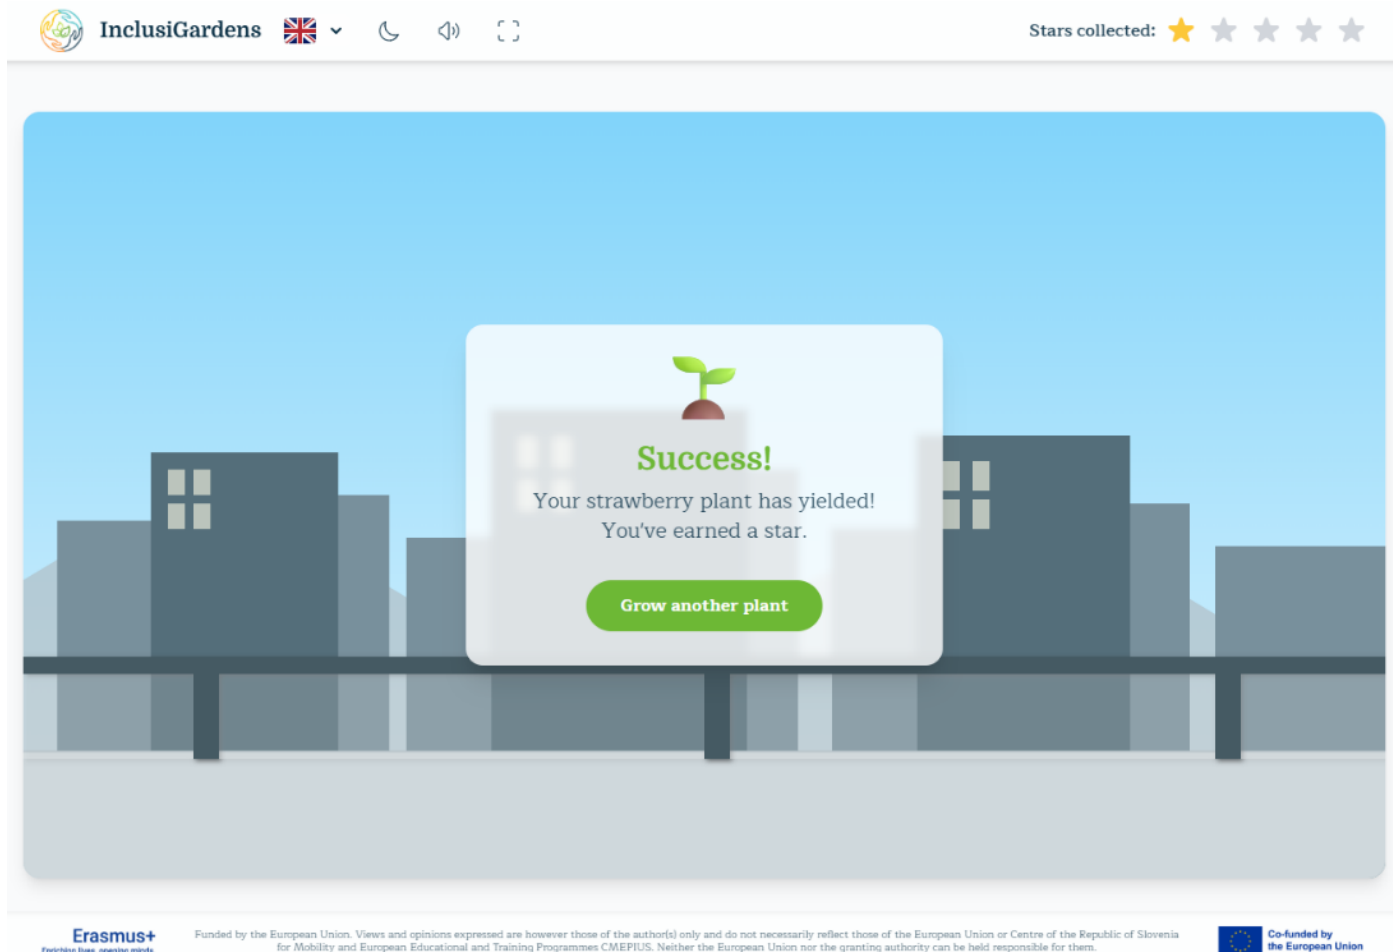 InclusiGardens
Stars collected:
Success!
Your strawberry plant has yielded!
You've earned a star.
Grow another plant
Erasmus+
Enriching lives, opening minds.
Funded by the European Union. Views and opinions expressed are however those of the author(s) only and do not necessarily reflect those of the European Union or Centre of the Republic of Slovenia
for Mobility and European Educational and Training Programmes CMEPIUS. Neither the European Union nor the granting authority can be held responsible for them.
Co-funded by
the European Union